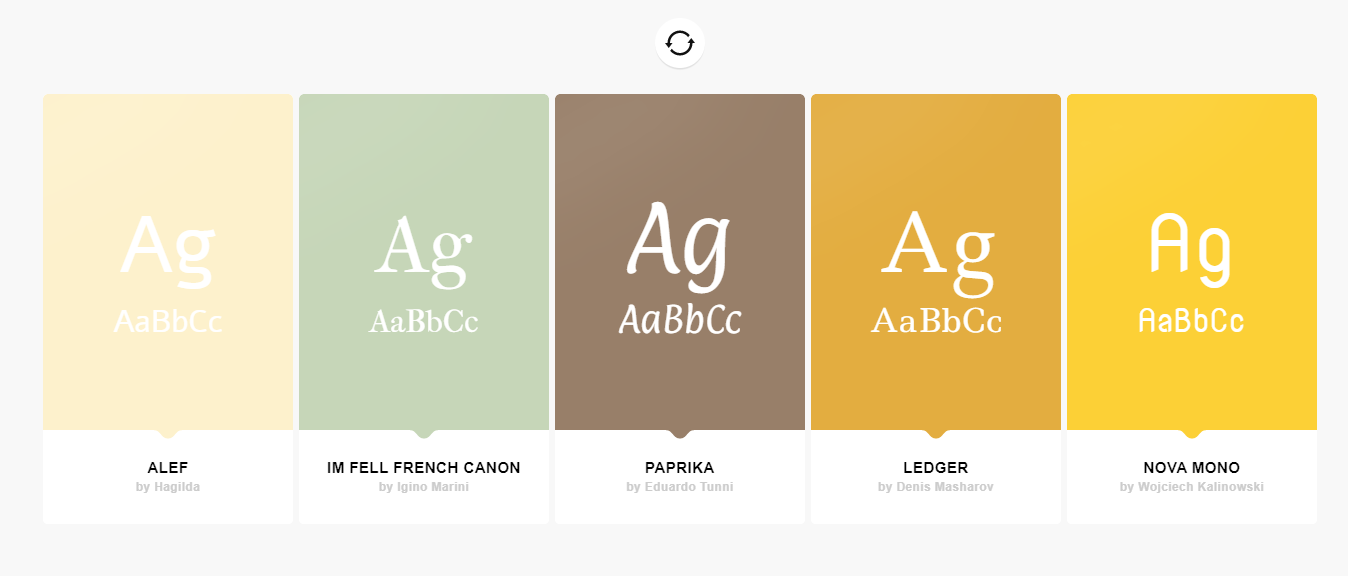 Ag
AaBbCc
ALEF
by Hagilda
Ag
AaBbCc
IM FELL FRENCH CANON
by Igino Marini
Ag
AaBbCc
PAPRIKA
by Eduardo Tunni
Ag
AaBbCc
LEDGER
by Denis Masharov
Ag
AaBbCc
NOVA MONO
by Wojciech Kalinowski